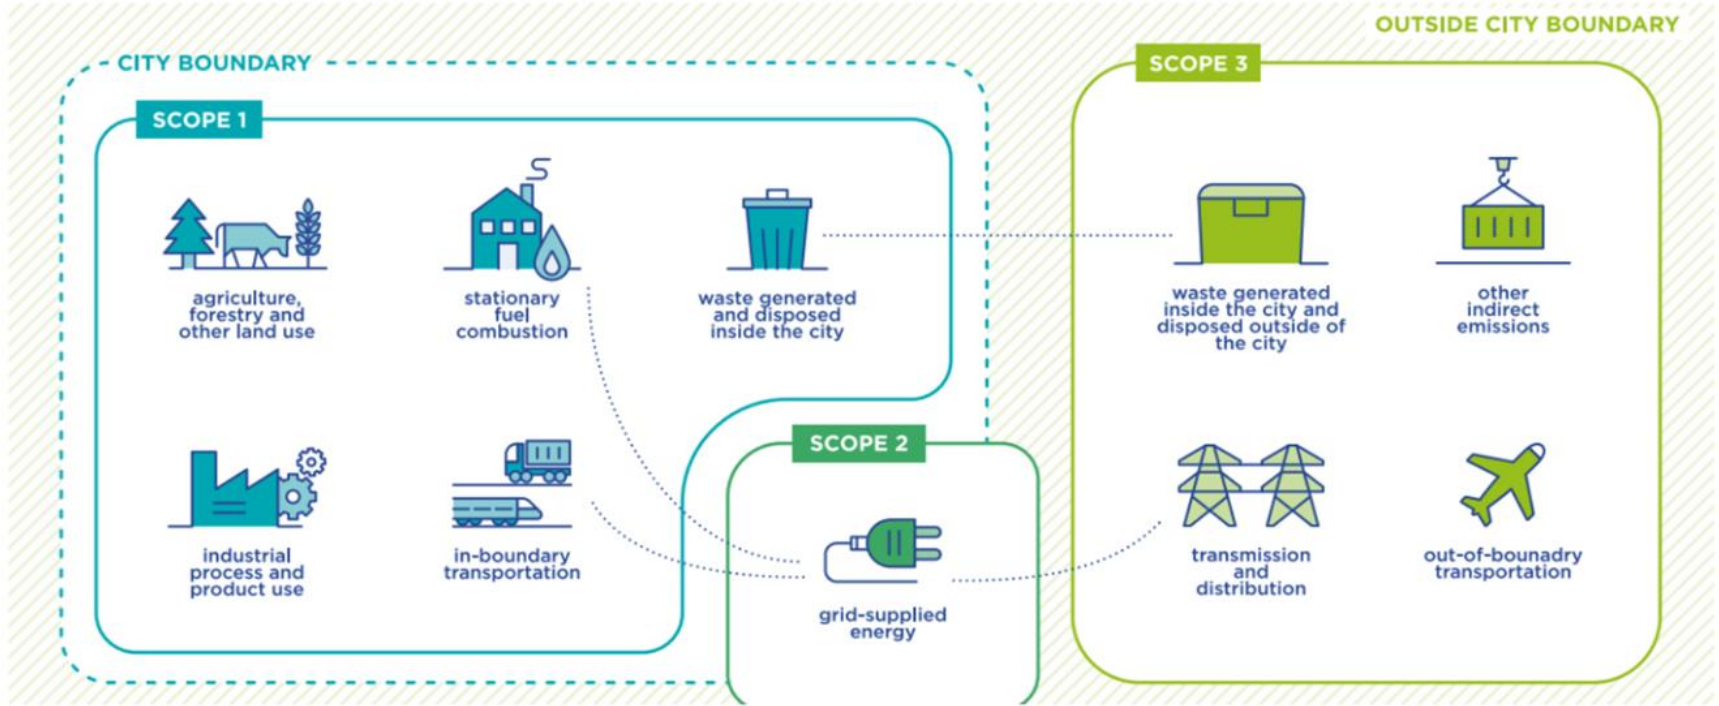 OUTSIDE CITY BOUNDARY
CITY BOUNDARY
SCOPE 3
SCOPE 1
agriculture,
forestry and
other land use
stationary
fuel
combustion
waste generated
and disposed
inside the city
waste generated
inside the city and
disposed outside of
the city
other
indirect
emissions
SCOPE 2
industrial
process and
product use
in-boundary
transportation
grid-supplied
energy
transmission
and
distribution
out-of-bounadry
transportation